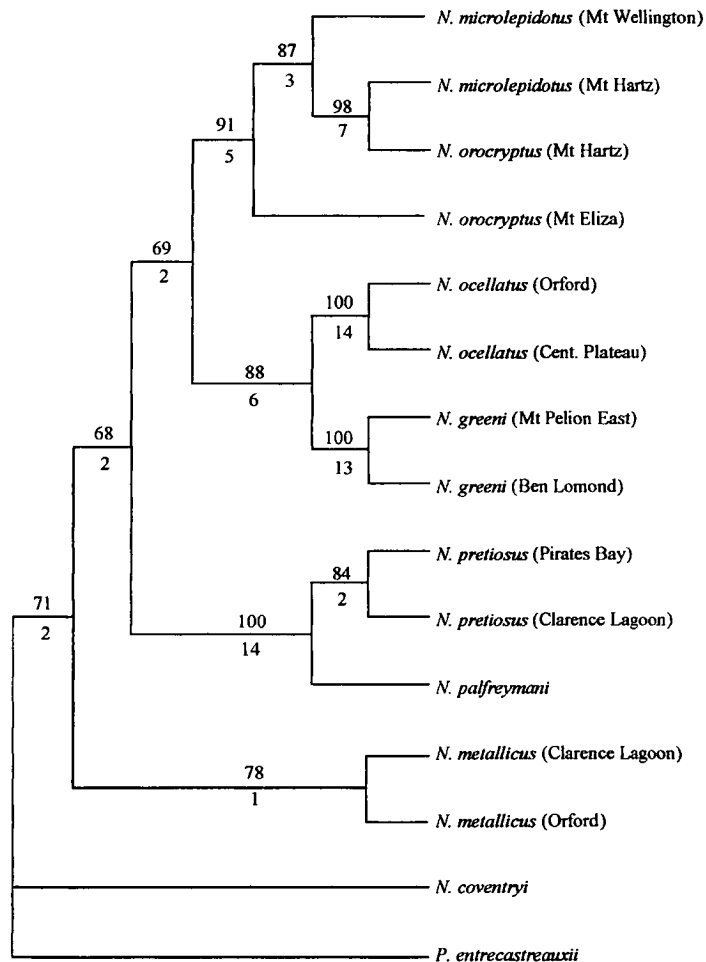 N. microlepidotus (Mt Wellington)
87
3
N. microlepidotus (Mt Hartz)
98
7
91
5
N. orocryptus (Mt Hartz)
N. orocryptus (Mt Eliza)
69
2
N. ocellatus (Orford)
100
14
N. ocellatus (Cent. Plateau)
88
6
N. greeni (Mt Pelion East)
100
13
68
2
N. greeni (Ben Lomond)
N. pretiosus (Pirates Bay)
84
2
71
2
N. pretiosus (Clarence Lagoon)
100
14
N. palfreymani
N. metallicus (Clarence Lagoon)
78
1
N. metallicus (Orford)
N. coventryi
P. entrecastreauxii